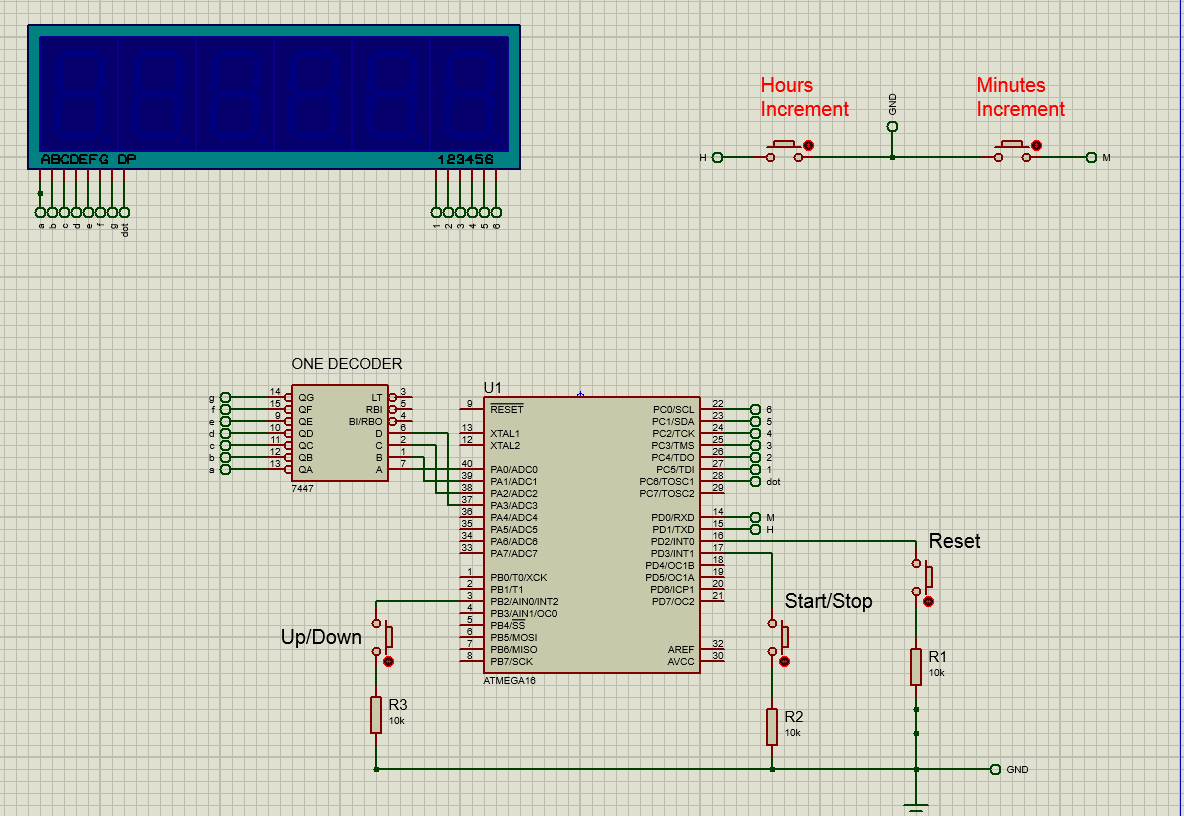 Hours
Increment
Minutes
Increment
GND
H
M
ABCDEFG DP
123456
a
b
c
d
e
f
g
dot
1
2
3
4
5
6
ONE DECODER
g
f
e
d
c
b
a
14
15
9
10
11
12
13
QG
QF
QE
QD
QC
QB
QA
LT
RBI
BI/RBO
D
C
B
A
3
5
4
6
2
1
7
7447
U1
9
13
12
40
39
38
37
36
35
34
33
1
2
3
4
5
6
7
8
RESET
XTAL1
XTAL2
PA0/ADC0
PA1/ADC1
PA2/ADC2
PA3/ADC3
PA4/ADC4
PA5/ADC5
PA6/ADC6
PA7/ADC7
PB0/T0/XCK
PB1/T1
PB2/AIN0/INT2
PB3/AIN1/OC0
PB4/SS
PB5/MOSI
PB6/MISO
PB7/SCK
PC0/SCL
PC1/SDA
PC2/TCK
PC3/TMS
PC4/TDO
PC5/TDI
PC6/TOSC1
PC7/TOSC2
PD0/RXD
PD1/TXD
PD2/INT0
PD3/INT1
PD4/OC1B
PD5/OC1A
PD6/ICP1
PD7/OC2
AREF
AVCC
22
23
24
25
26
27
28
29
14
15
16
17
18
19
20
21
32
30
6
5
4
3
2
1
dot
M
H
ATMEGA16
Reset
Start/Stop
Up/Down
R1
10k
R2
10k
R3
10k
GND